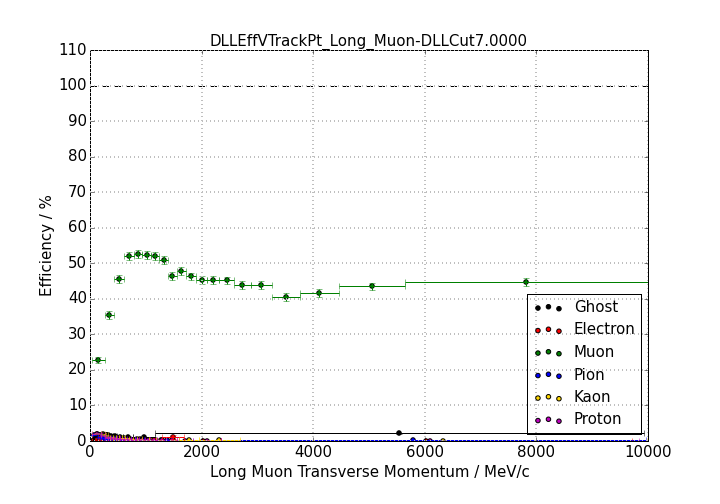 DLLEffVTrackPt_Long_Muon-DLLCut7.0000
110
100
90
80
70
60
50
40
30
20
10
0
Efficiency / %
Ghost
Electron
Muon
Pion
Kaon
Proton
0 2000 4000 6000 8000 10000
Long Muon Transverse Momentum / MeV/c